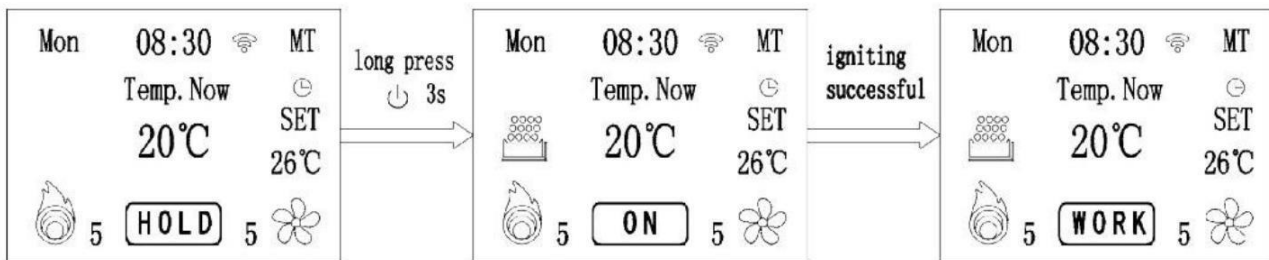 Mon 08:30 MT
Temp. Now
SET
20℃
26℃
5 HOLD 5
long press
3s
Mon 08:30 MT
Temp. Now
SET
20℃
26℃
5 ON 5
igniting
successful
Mon 08:30 MT
Temp. Now
SET
20℃
26℃
5 WORK 5